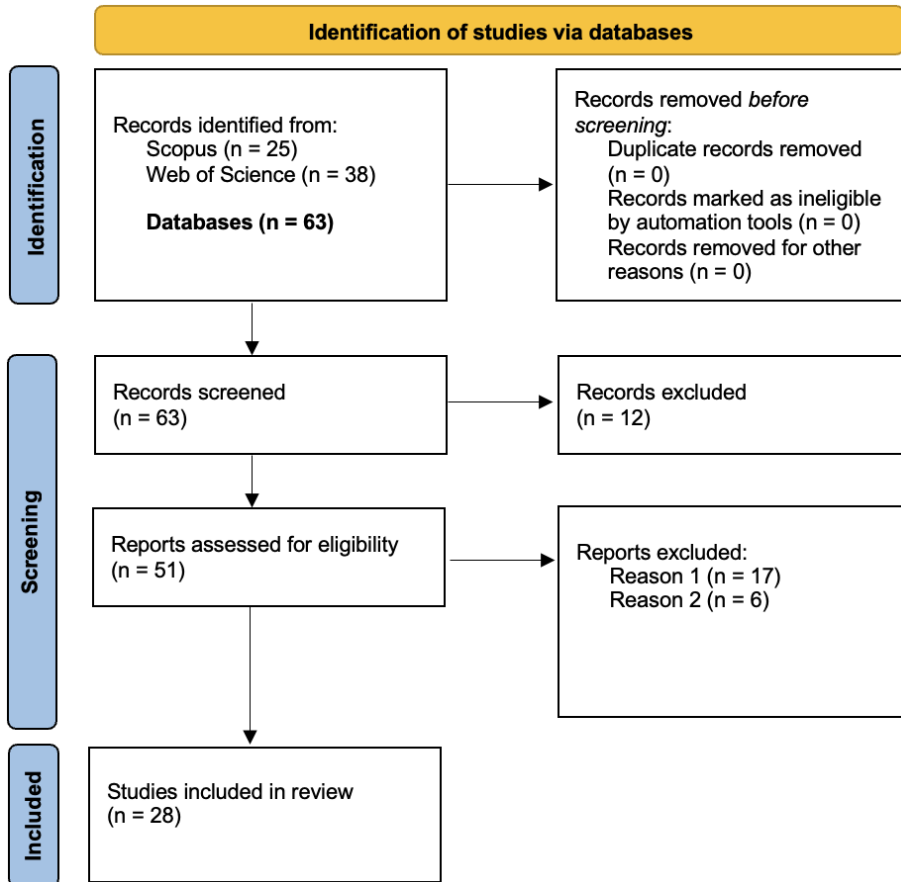 Identification of studies via databases
Identification
Records identified from:
Scopus (n = 25)
Web of Science (n = 38)
Databases (n = 63)
Records removed before
screening:
Duplicate records removed
(n = 0)
Records marked as ineligible
by automation tools (n = 0)
Records removed for other
reasons (n = 0)
Screening
Records screened
(n = 63)
Records excluded
(n = 12)
Reports assessed for eligibility
(n = 51)
Reports excluded:
Reason 1 (n = 17)
Reason 2 (n = 6)
Included
Studies included in review
(n = 28)